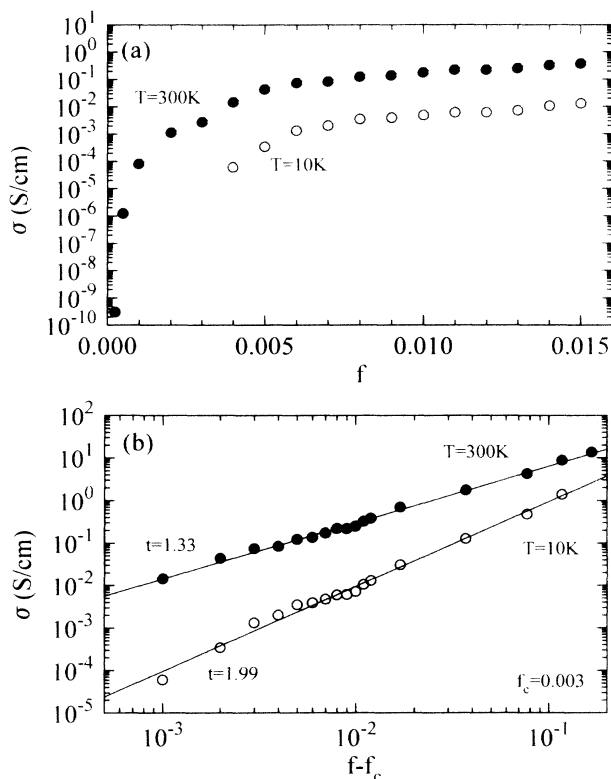 (a)
σ (S/cm)
10^1
10^0
10^-1
10^-2
10^-3
10^-4
10^-5
10^-6
10^-7
10^-8
10^-9
10^-10
T=300K
T=10K
0.000 0.005 0.010 0.015
f
(b)
σ (S/cm)
10^2
10^1
10^0
10^-1
10^-2
10^-3
10^-4
10^-5
T=300K
t=1.33
T=10K
t=1.99
f_c=0.003
10^-3 10^-2 10^-1
f-f_c